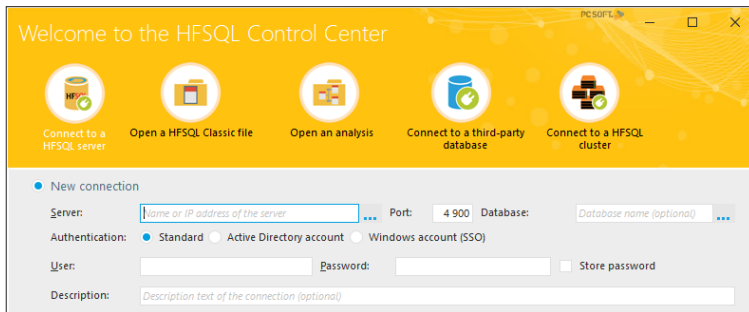 PC SOFT
Welcome to the HFSQL Control Center
HFSQL
Connect to a
HFSQL server
Open a HFSQL Classic file
Open an analysis
Connect to a third-party
database
Connect to a HFSQL
cluster
New connection
Server: Name or IP address of the server ... Port: 4 900 Database: Database name (optional) ...
Authentication: Standard Active Directory account Windows account (SSO)
User: Password: Store password
Description: Description text of the connection (optional)